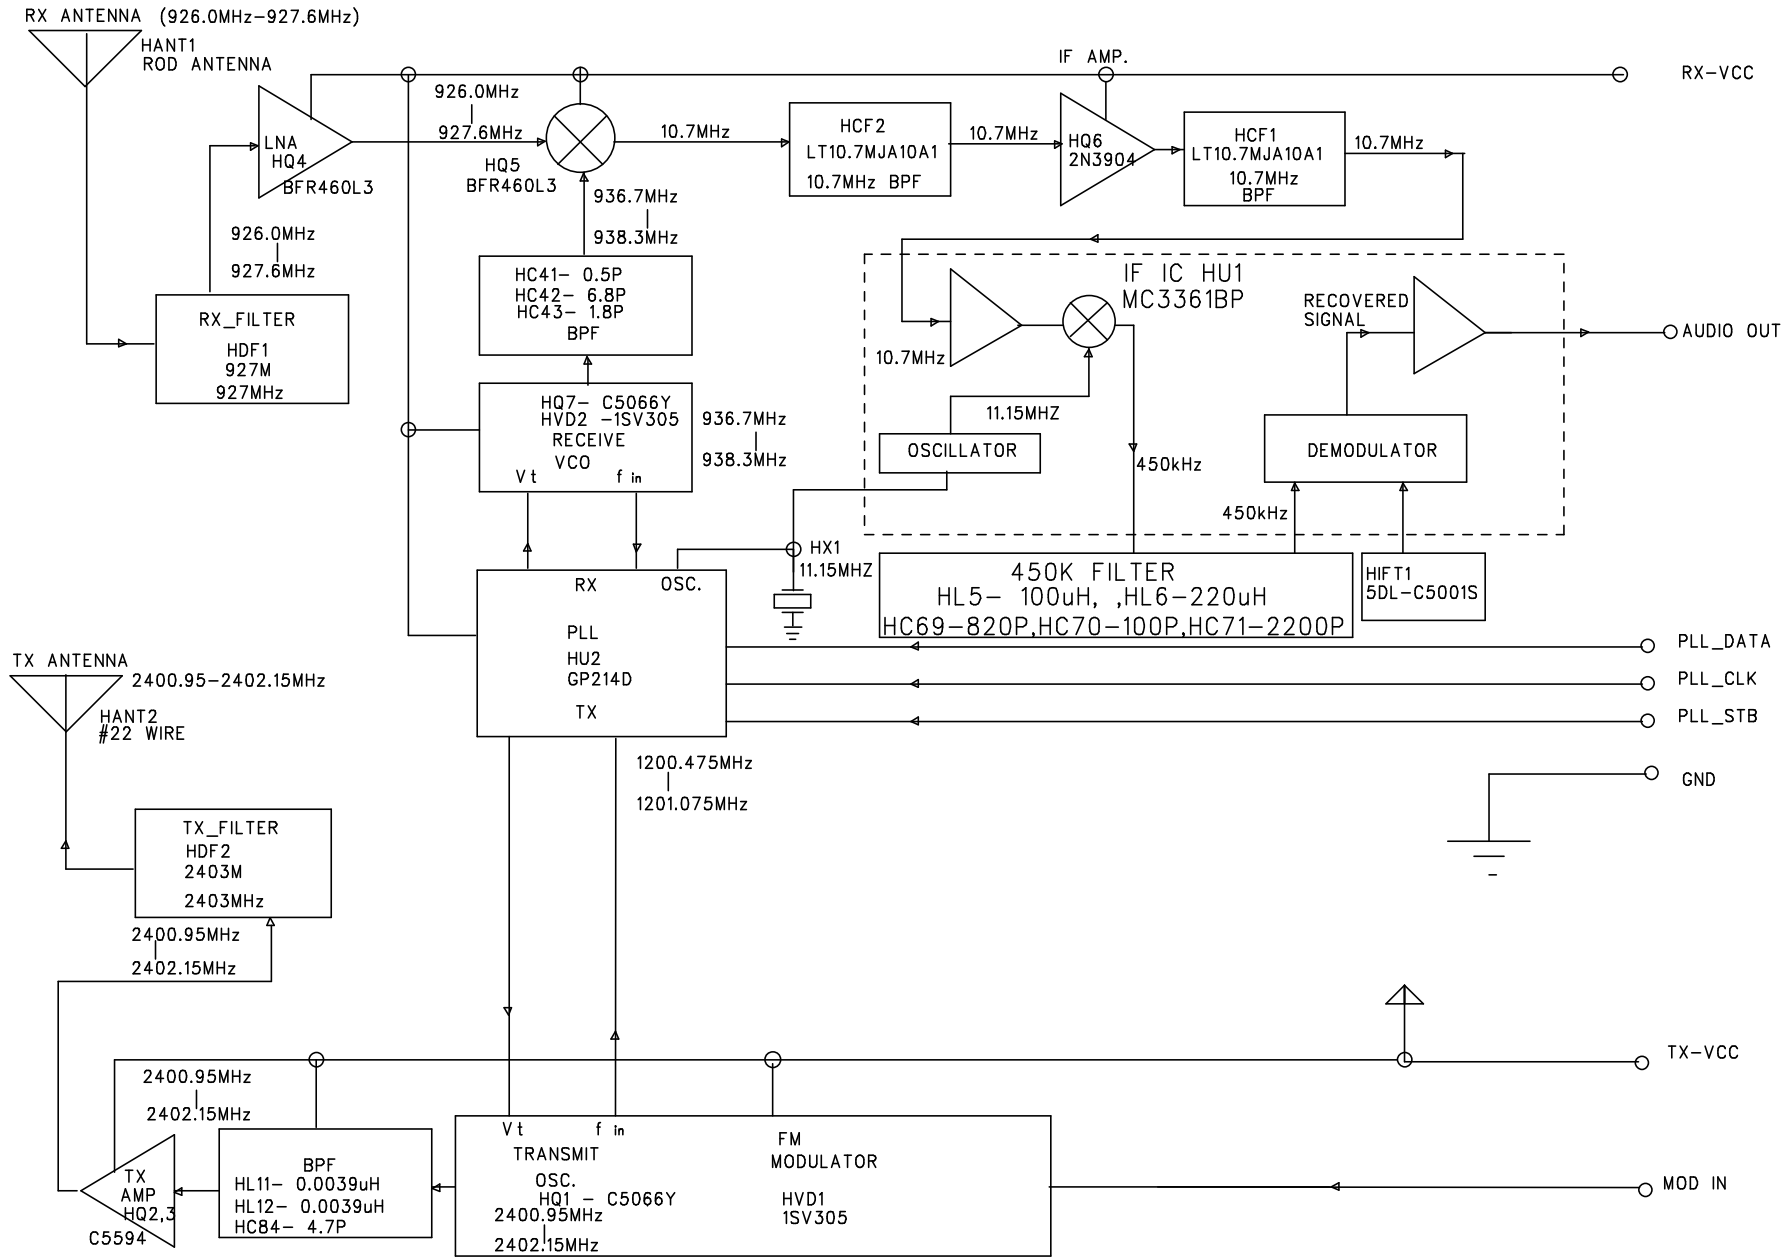 RX ANTENNA (926.0MHz-927.6MHz)
HANT1
ROD ANTENNA
IF AMP.
RX-VCC
926.0MHz
927.6MHz
LNA
HQ4
BFR460L3
HQ5
BFR460L3
10.7MHz
HCF2
LT10.7MJA10A1
10.7MHz BPF
10.7MHz
HQ6
2N3904
HCF1
LT10.7MJA10A1
10.7MHz
BPF
10.7MHz
936.7MHz
938.3MHz
926.0MHz
927.6MHz
RX_FILTER
HDF1
927M
927MHz
HC41- 0.5P
HC42- 6.8P
HC43- 1.8P
BPF
HQ7- C5066Y
HVD2 -1SV305
RECEIVE
VCO
Vt
f in
936.7MHz
938.3MHz
IF IC HU1
MC3361BP
10.7MHz
RECOVERED
SIGNAL
AUDIO OUT
11.15MHZ
OSCILLATOR
450kHz
DEMODULATOR
450kHz
HX1
11.15MHZ
450K FILTER
HL5- 100uH, ,HL6-220uH
HC69-820P,HC70-100P,HC71-2200P
HIFT1
5DL-C5001S
RX
OSC.
PLL
HU2
GP214D
TX
PLL_DATA
PLL_CLK
PLL_STB
GND
TX ANTENNA
2400.95-2402.15MHz
HANT2
#22 WIRE
1200.475MHz
1201.075MHz
TX_FILTER
HDF2
2403M
2403MHz
2400.95MHz
2402.15MHz
TX-VCC
2400.95MHz
2402.15MHz
TX
AMP
HQ2,3
C5594
BPF
HL11- 0.0039uH
HL12- 0.0039uH
HC84- 4.7P
Vt
f in
TRANSMIT
OSC.
HQ1 - C5066Y
2400.95MHz
2402.15MHz
FM
MODULATOR
HVD1
1SV305
MOD IN